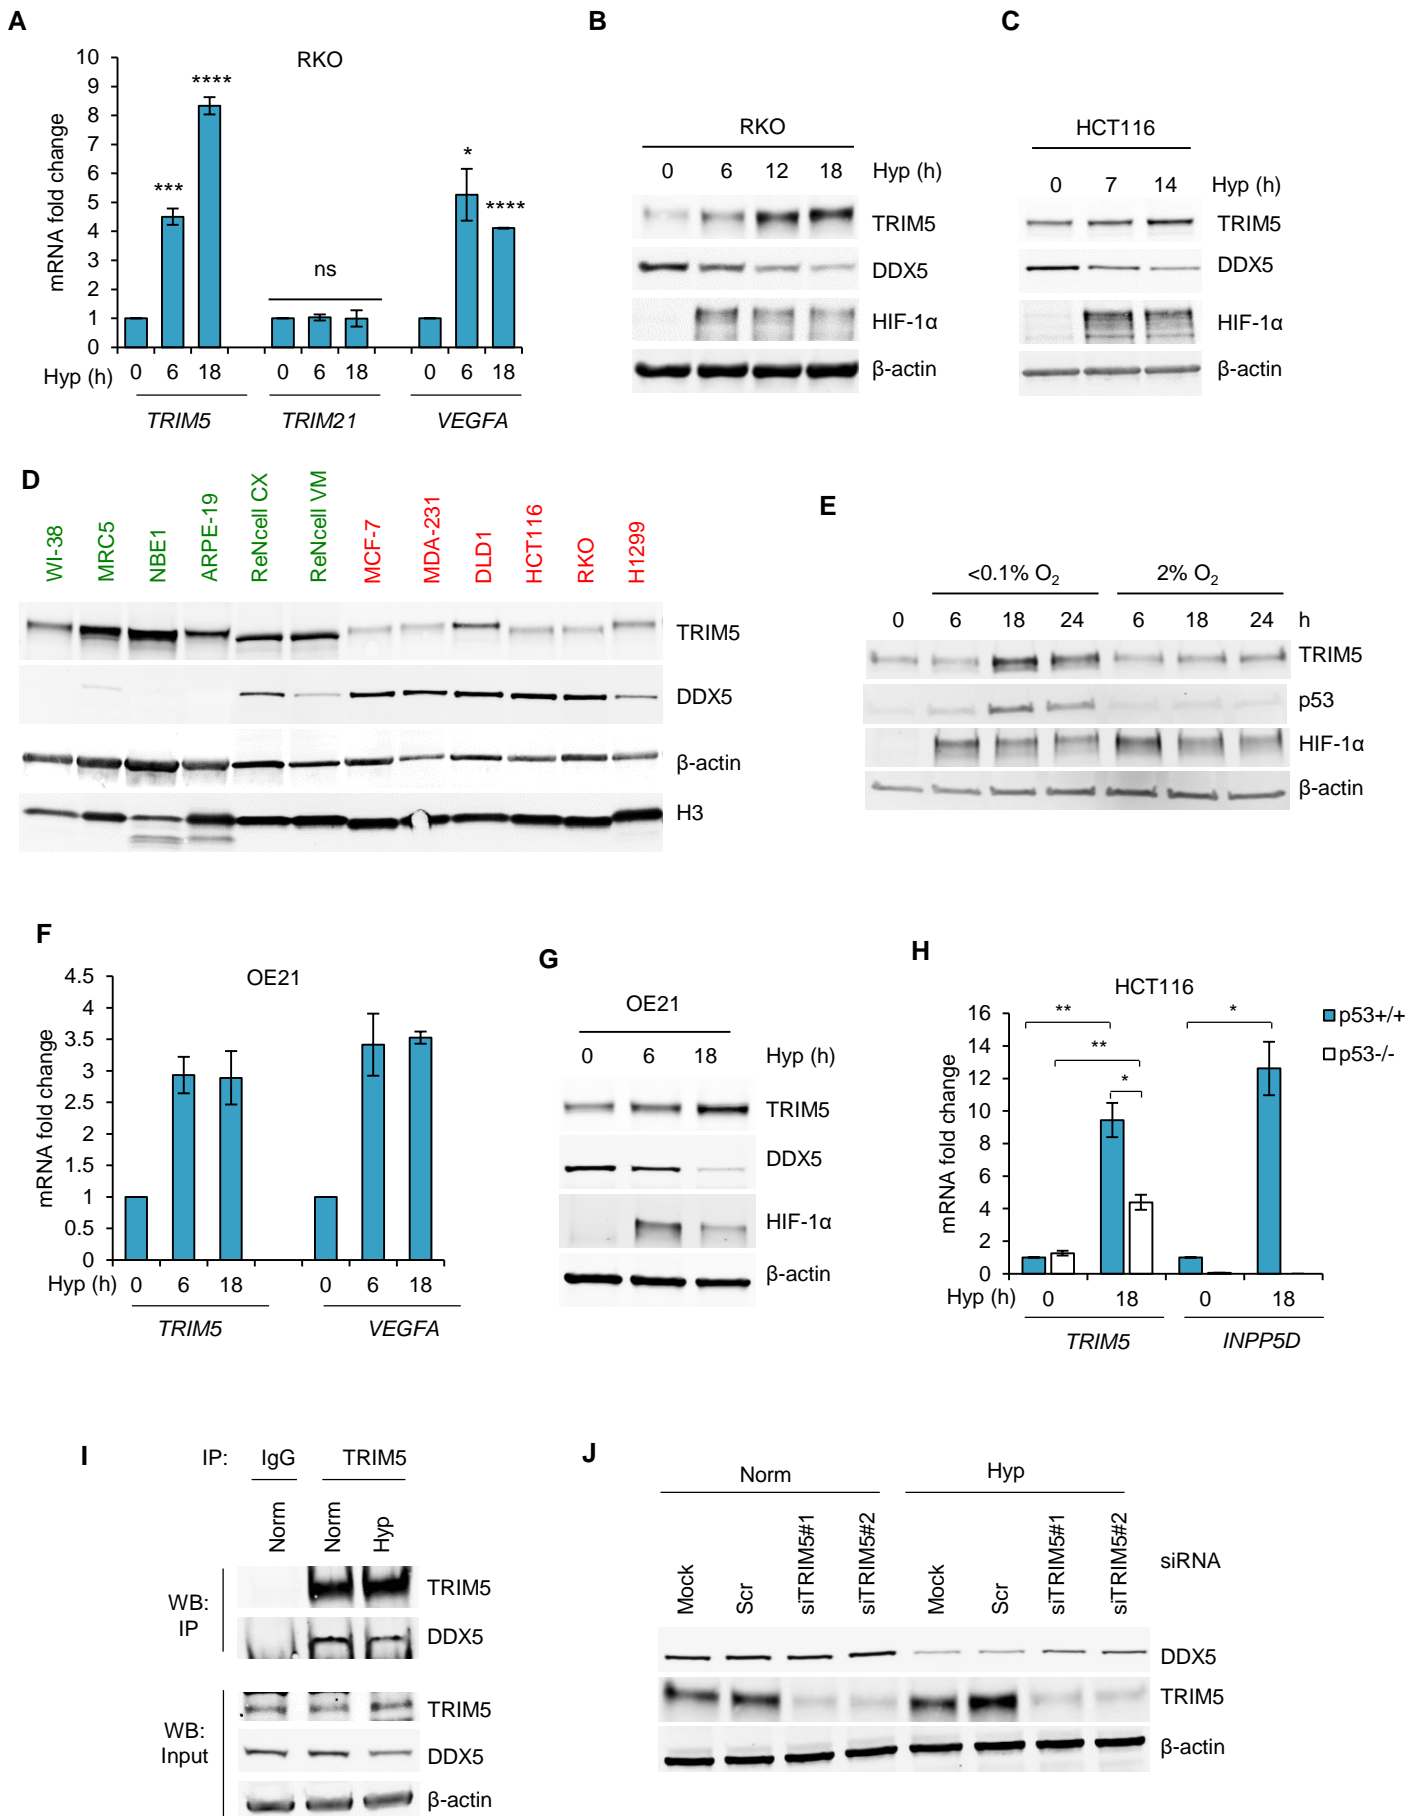 A
RKO
mRNA fold change
10
9
8
7
6
5
4
3
2
1
0
***
****
ns
*
****
Hyp (h) 0 6 18 0 6 18 0 6 18
TRIM5 TRIM21 VEGFA
B
RKO
0 6 12 18 Hyp (h)
TRIM5
DDX5
HIF-1α
β-actin
C
HCT116
0 7 14 Hyp (h)
TRIM5
DDX5
HIF-1α
β-actin
D
WI-38 MRC5 NBE1 ARPE-19 ReNcell CX ReNcell VM MCF-7 MDA-231 DLD1 HCT116 RKO H1299
TRIM5
DDX5
β-actin
H3
E
<0.1% O2 2% O2
0 6 18 24 6 18 24 h
TRIM5
p53
HIF-1α
β-actin
F
OE21
mRNA fold change
4.5
4
3.5
3
2.5
2
1.5
1
0.5
0
Hyp (h) 0 6 18 0 6 18
TRIM5 VEGFA
G
OE21
0 6 18 Hyp (h)
TRIM5
DDX5
HIF-1α
β-actin
H
HCT116
mRNA fold change
16
14
12
10
8
6
4
2
0
** *
**
*
p53+/+
p53-/-
Hyp (h) 0 18 0 18
TRIM5 INPP5D
I
IP: IgG TRIM5
Norm Norm Hyp
WB:
IP
TRIM5
DDX5
WB:
Input
TRIM5
DDX5
β-actin
J
Norm Hyp
Mock Scr siTRIM5#1 siTRIM5#2 Mock Scr siTRIM5#1 siTRIM5#2 siRNA
DDX5
TRIM5
β-actin